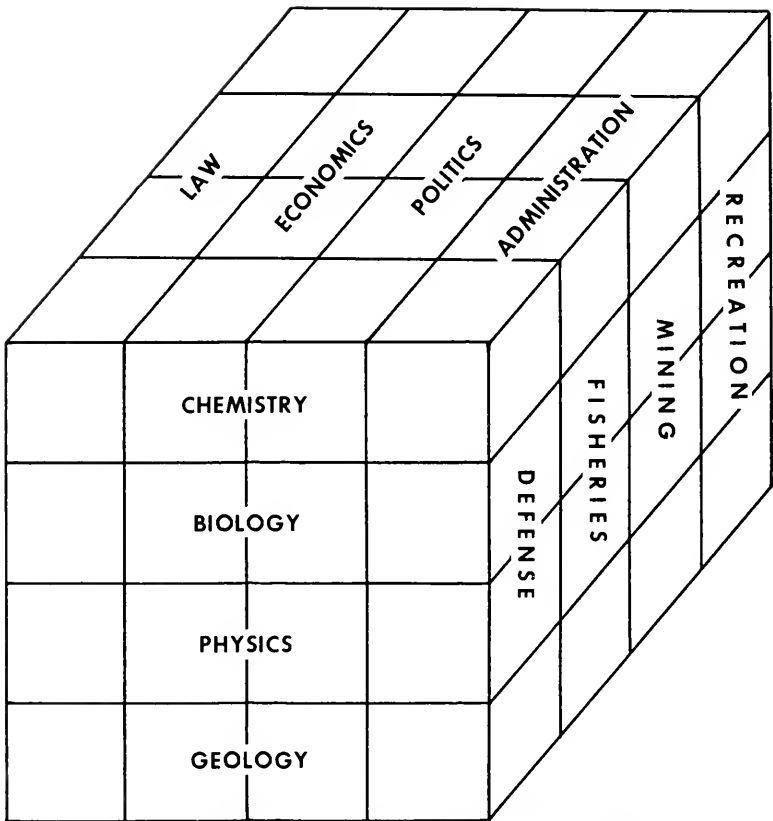 LAW
ECONOMICS
POLITICS
ADMINISTRATION
CHEMISTRY
BIOLOGY
PHYSICS
GEOLOGY
DEFENSE
FISHERIES
MINING
RECREATION